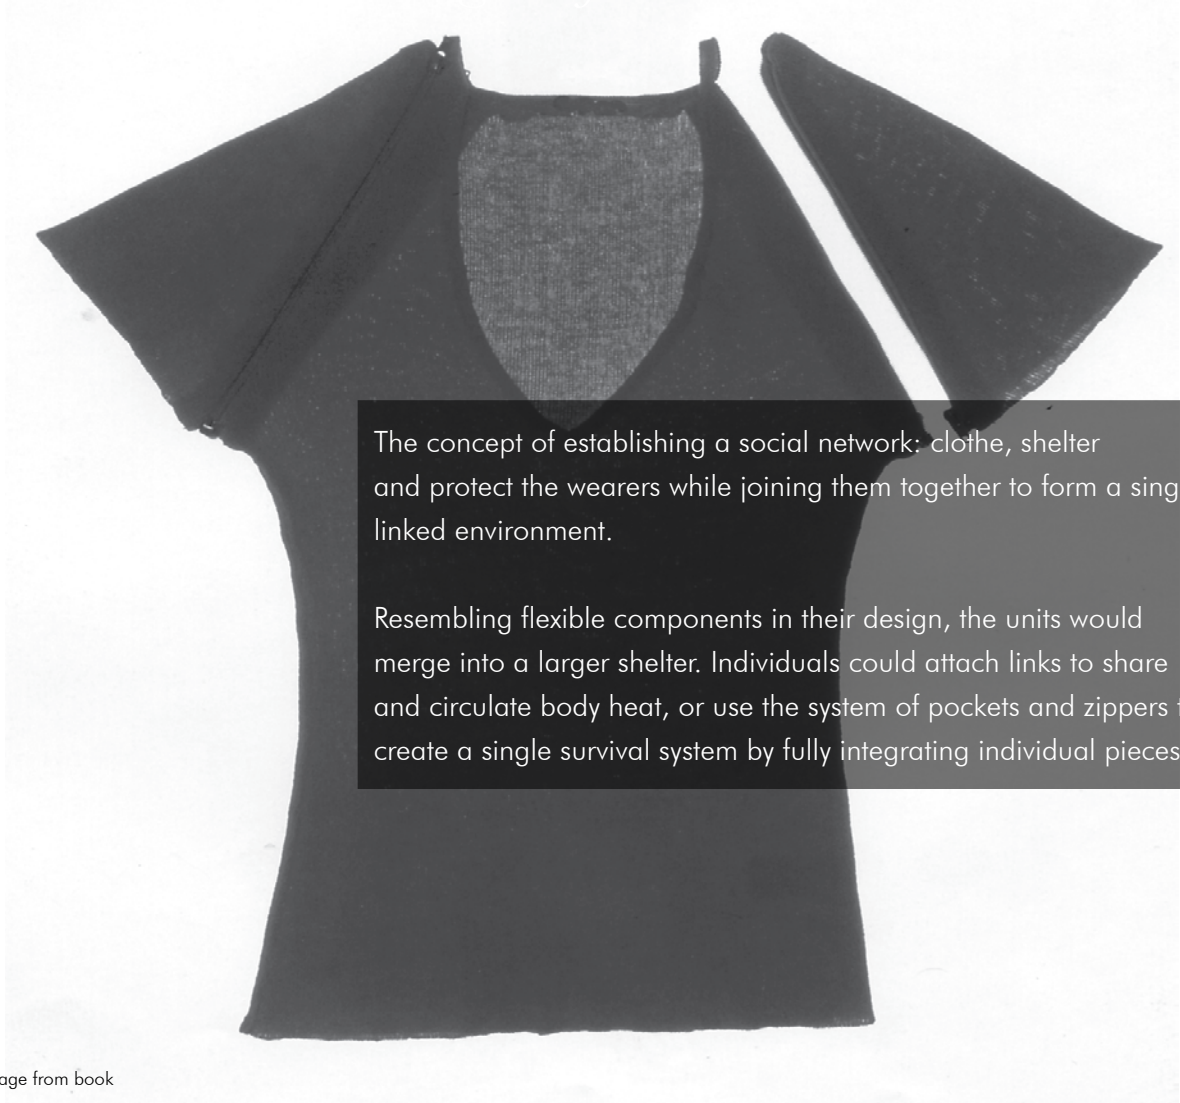 The concept of establishing a social network: clothe, shelter
and protect the wearers while joining them together to form a sing
linked environment.
Resembling flexible components in their design, the units would
merge into a larger shelter. Individuals could attach links to share
and circulate body heat, or use the system of pockets and zippers
create a single survival system by fully integrating individual pieces
age from book